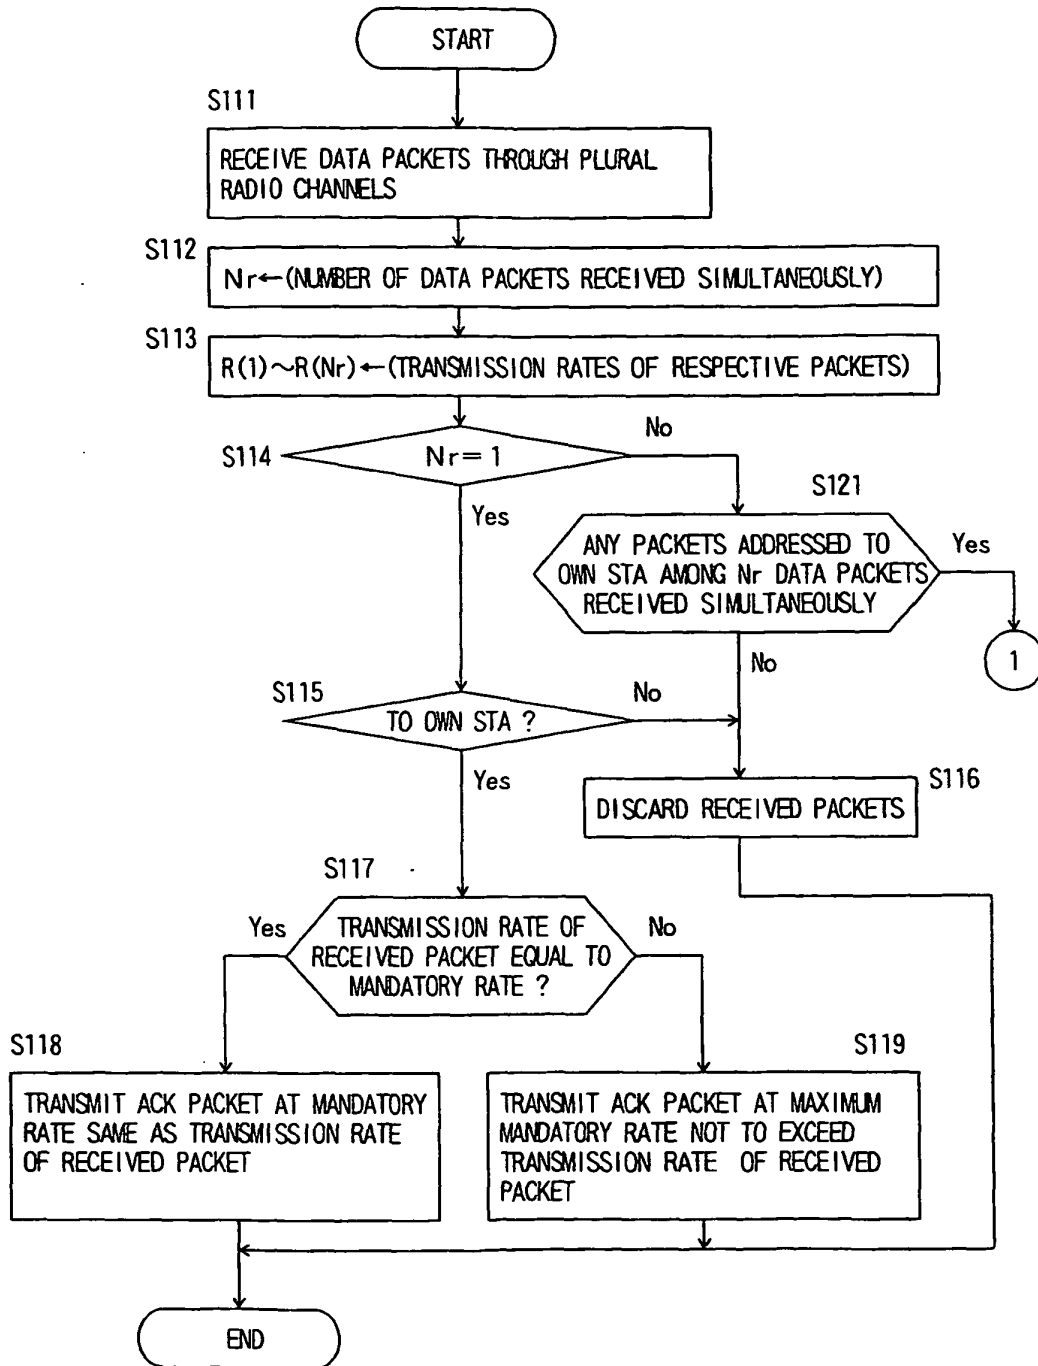 START
S111
RECEIVE DATA PACKETS THROUGH PLURAL
RADIO CHANNELS
S112
Nr←(NUMBER OF DATA PACKETS RECEIVED SIMULTANEOUSLY)
S113
R(1)~R(Nr)←(TRANSMISSION RATES OF RESPECTIVE PACKETS)
S114
Nr=1
No
Yes
S121
ANY PACKETS ADDRESSED TO
OWN STA AMONG Nr DATA PACKETS
RECEIVED SIMULTANEOUSLY
Yes
1
No
S115
TO OWN STA ?
No
Yes
S116
DISCARD RECEIVED PACKETS
S117
TRANSMISSION RATE OF
RECEIVED PACKET EQUAL TO
MANDATORY RATE ?
Yes
No
S118
TRANSMIT ACK PACKET AT MANDATORY
RATE SAME AS TRANSMISSION RATE
OF RECEIVED PACKET
S119
TRANSMIT ACK PACKET AT MAXIMUM
MANDATORY RATE NOT TO EXCEED
TRANSMISSION RATE OF RECEIVED
PACKET
END